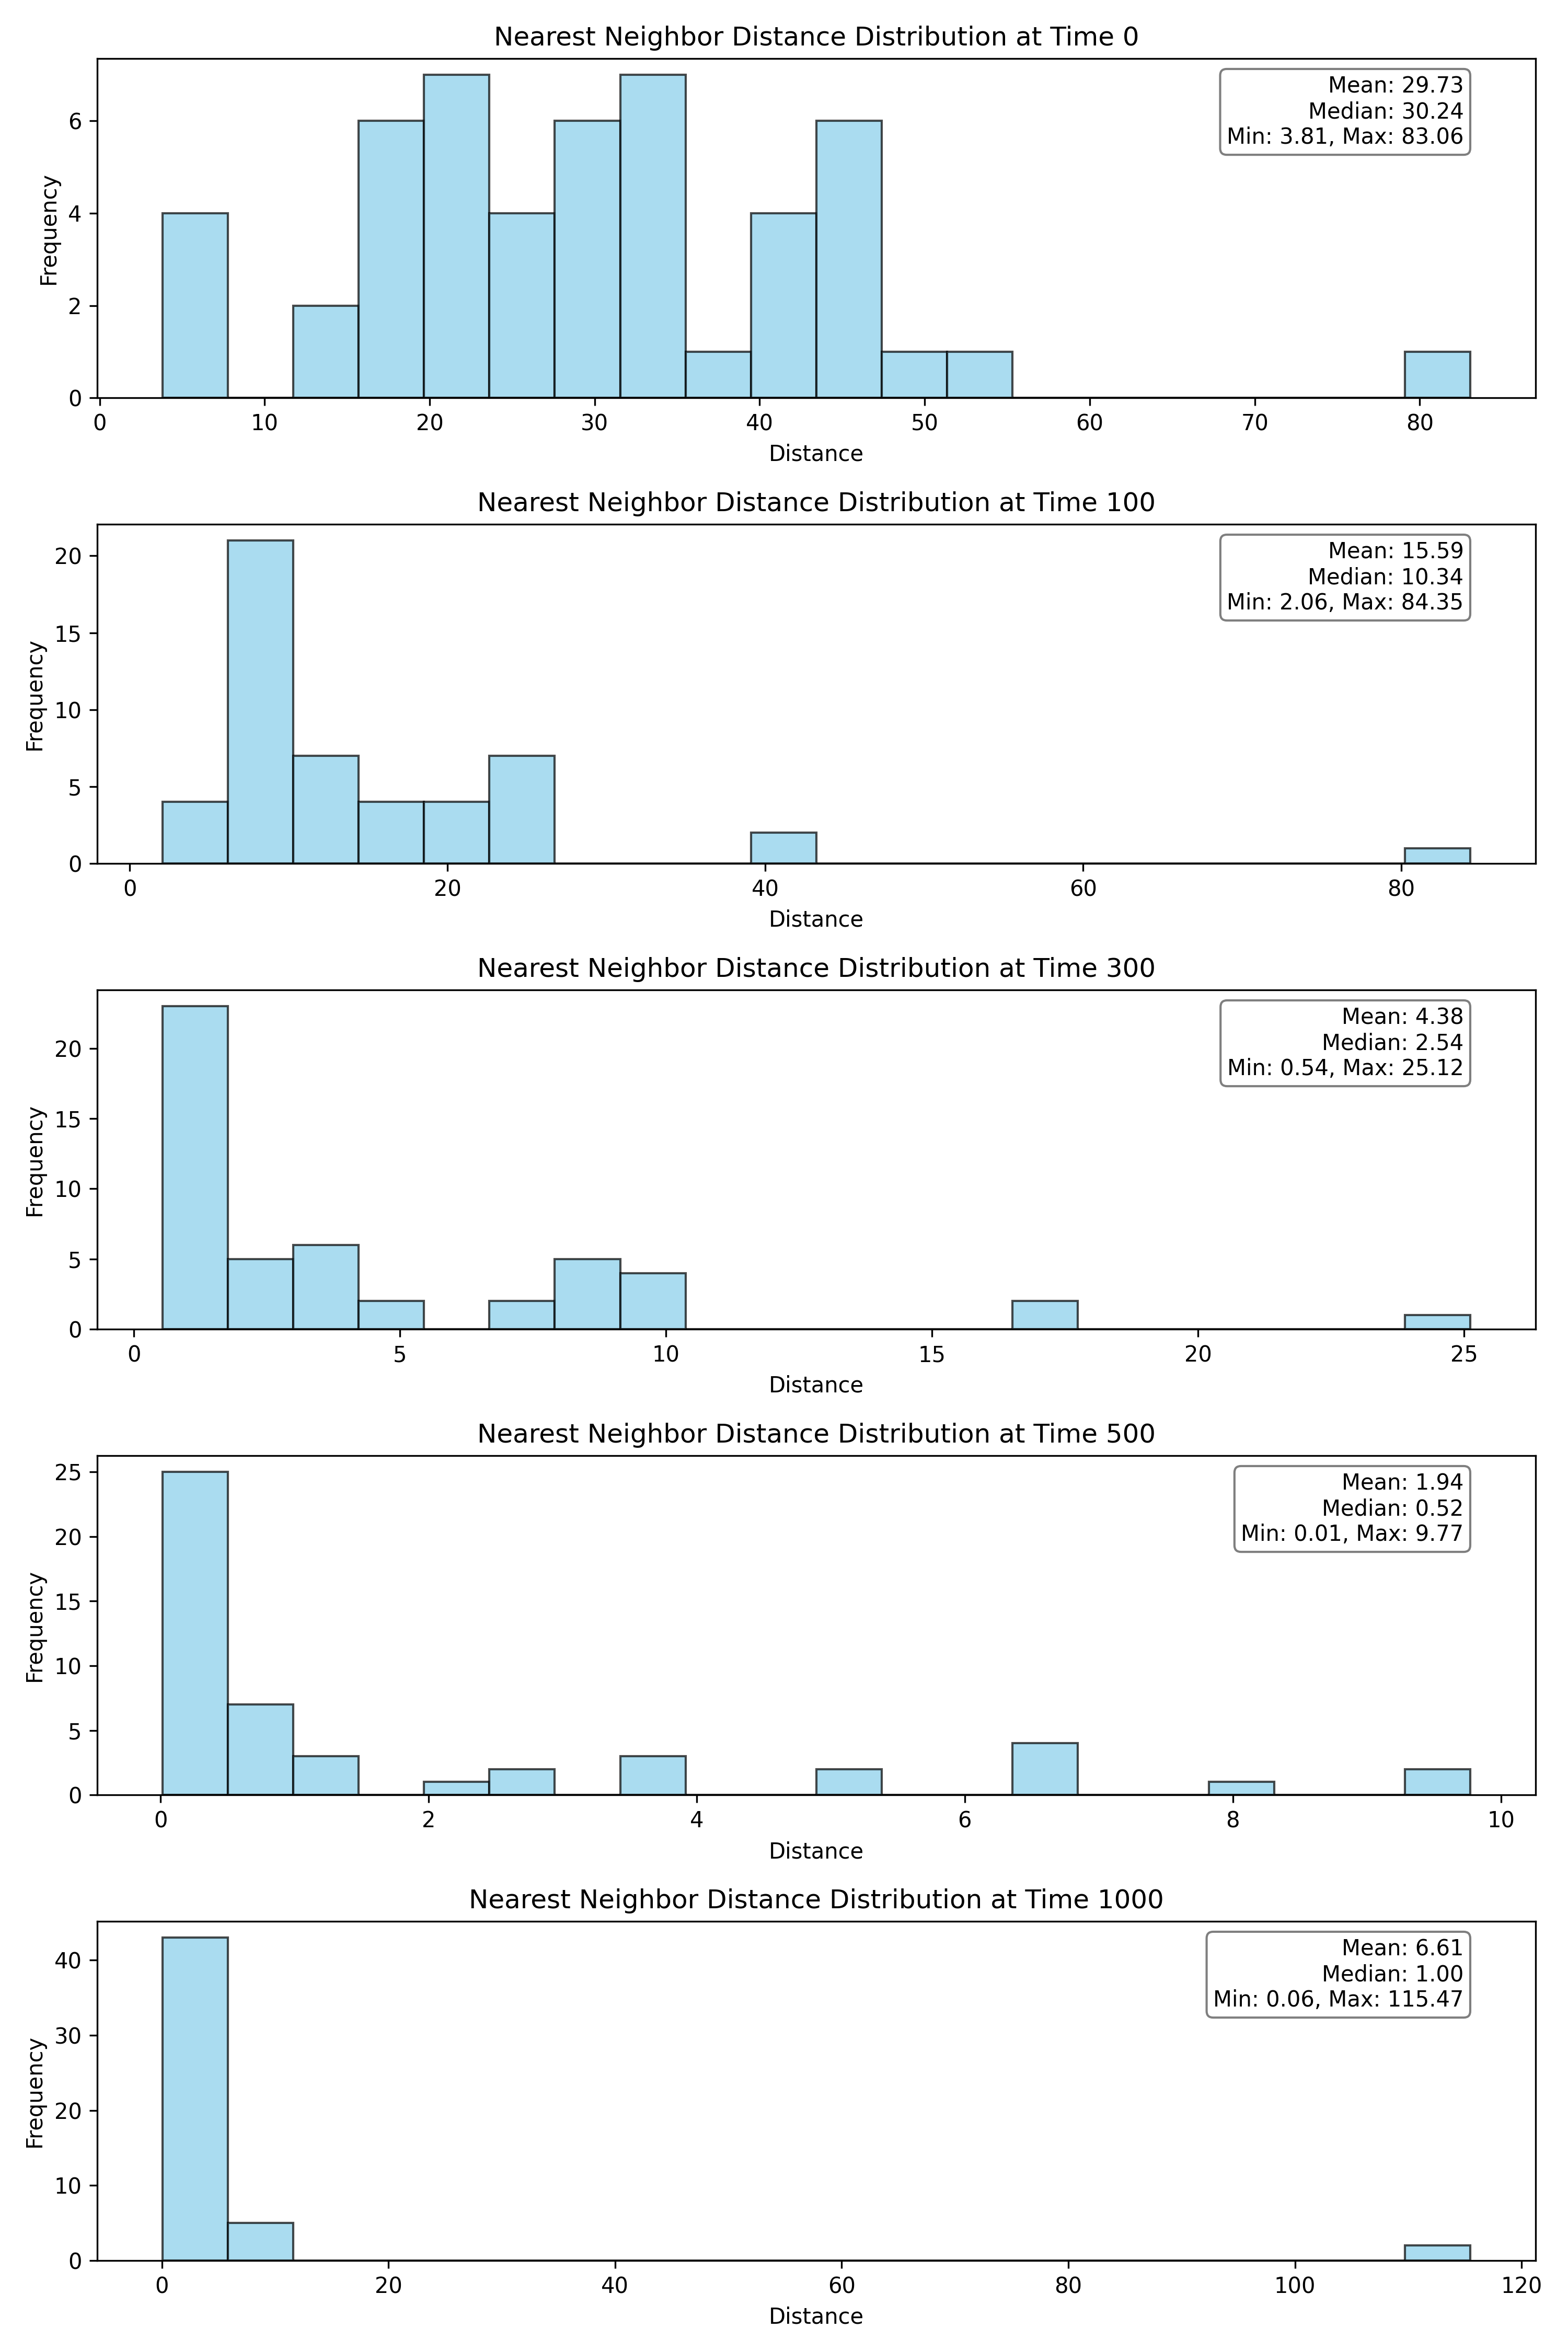 Nearest Neighbor Distance Distribution at Time 0
Mean: 29.73
Median: 30.24
Min: 3.81, Max: 83.06
Frequency
6
4
2
0
0 10 20 30 40 50 60 70 80
Distance
Nearest Neighbor Distance Distribution at Time 100
Mean: 15.59
Median: 10.34
Min: 2.06, Max: 84.35
Frequency
20
15
10
5
0
0 20 40 60 80
Distance
Nearest Neighbor Distance Distribution at Time 300
Mean: 4.38
Median: 2.54
Min: 0.54, Max: 25.12
Frequency
20
15
10
5
0
0 5 10 15 20 25
Distance
Nearest Neighbor Distance Distribution at Time 500
Mean: 1.94
Median: 0.52
Min: 0.01, Max: 9.77
Frequency
25
20
15
10
5
0
0 2 4 6 8 10
Distance
Nearest Neighbor Distance Distribution at Time 1000
Mean: 6.61
Median: 1.00
Min: 0.06, Max: 115.47
Frequency
40
30
20
10
0
0 20 40 60 80 100 120
Distance